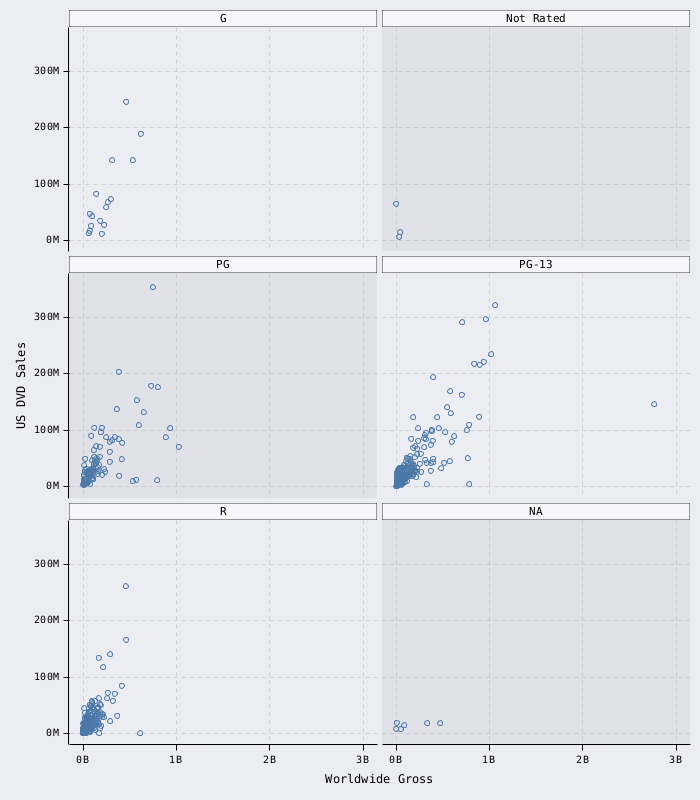 G
Not Rated
300M
200M
100M
0M
PG
PG-13
300M
200M
100M
0M
US DVD Sales
R
NA
300M
200M
100M
0M
0B 1B 2B 3B 0B 1B 2B 3B
Worldwide Gross